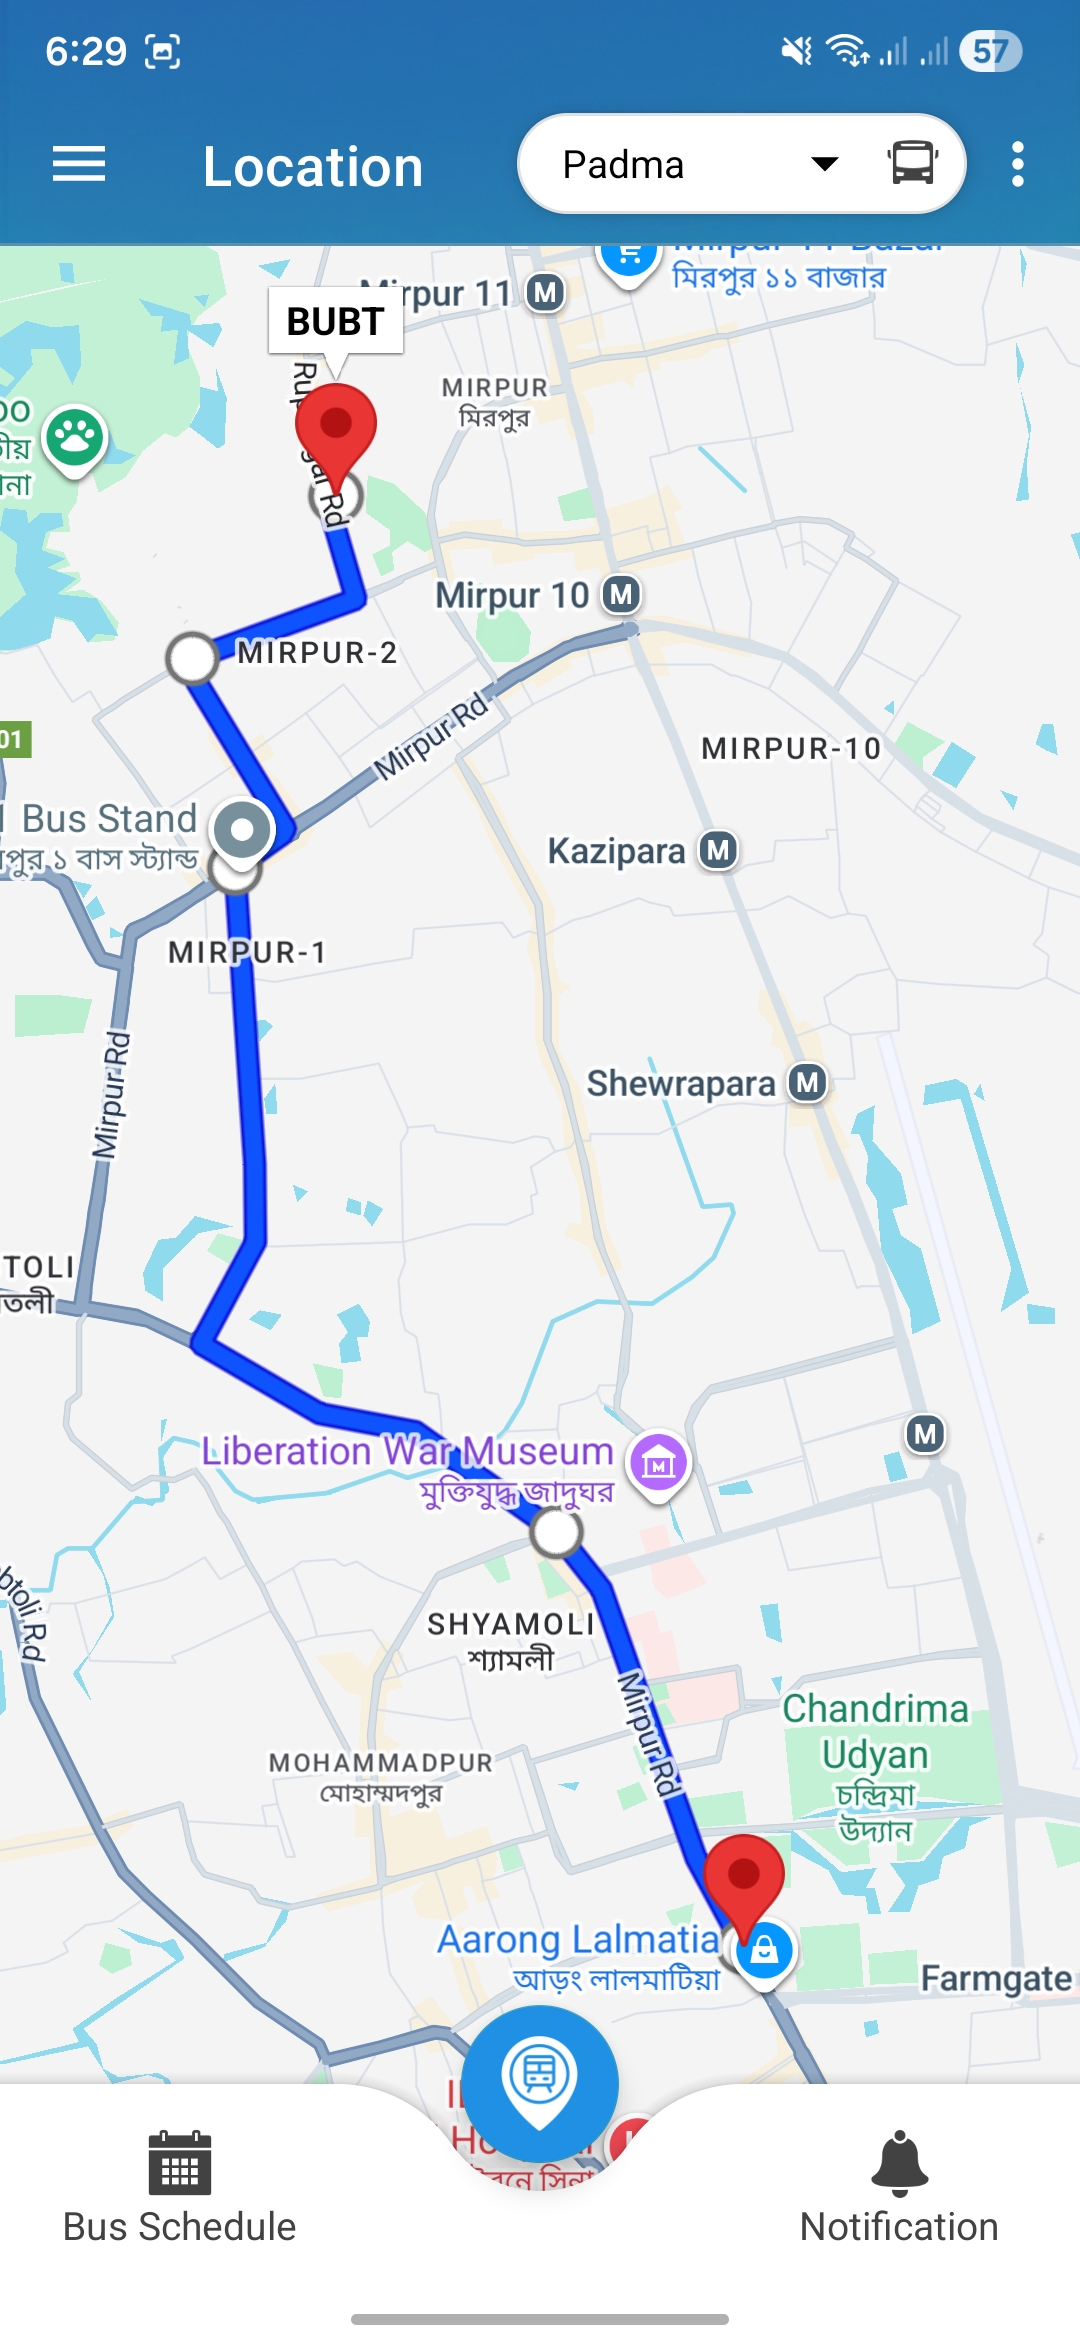 6:29
57
Location
Padma
মিরপুর ১১ বাজার
Mirpur 11
BUBT
MIRPUR
মিরপুর
Mirpur 10
MIRPUR-2
Mirpur Rd
01
MIRPUR-10
Bus Stand
১ বাস স্ট্যান্ড
Kazipara
MIRPUR-1
Mirpur Rd
Shewrapara
TOLI
Liberation War Museum
মুক্তিযুদ্ধ জাদুঘর
SHYAMOLI
শ্যামলী
Mirpur Rd
Chandrima
Udyan
চন্দ্রিমা
উদ্যান
MOHAMMADPUR
মোহাম্মদপুর
Aarong Lalmatia
আড়ং লালমাটিয়া
Farmgate
Bus Schedule
Notification